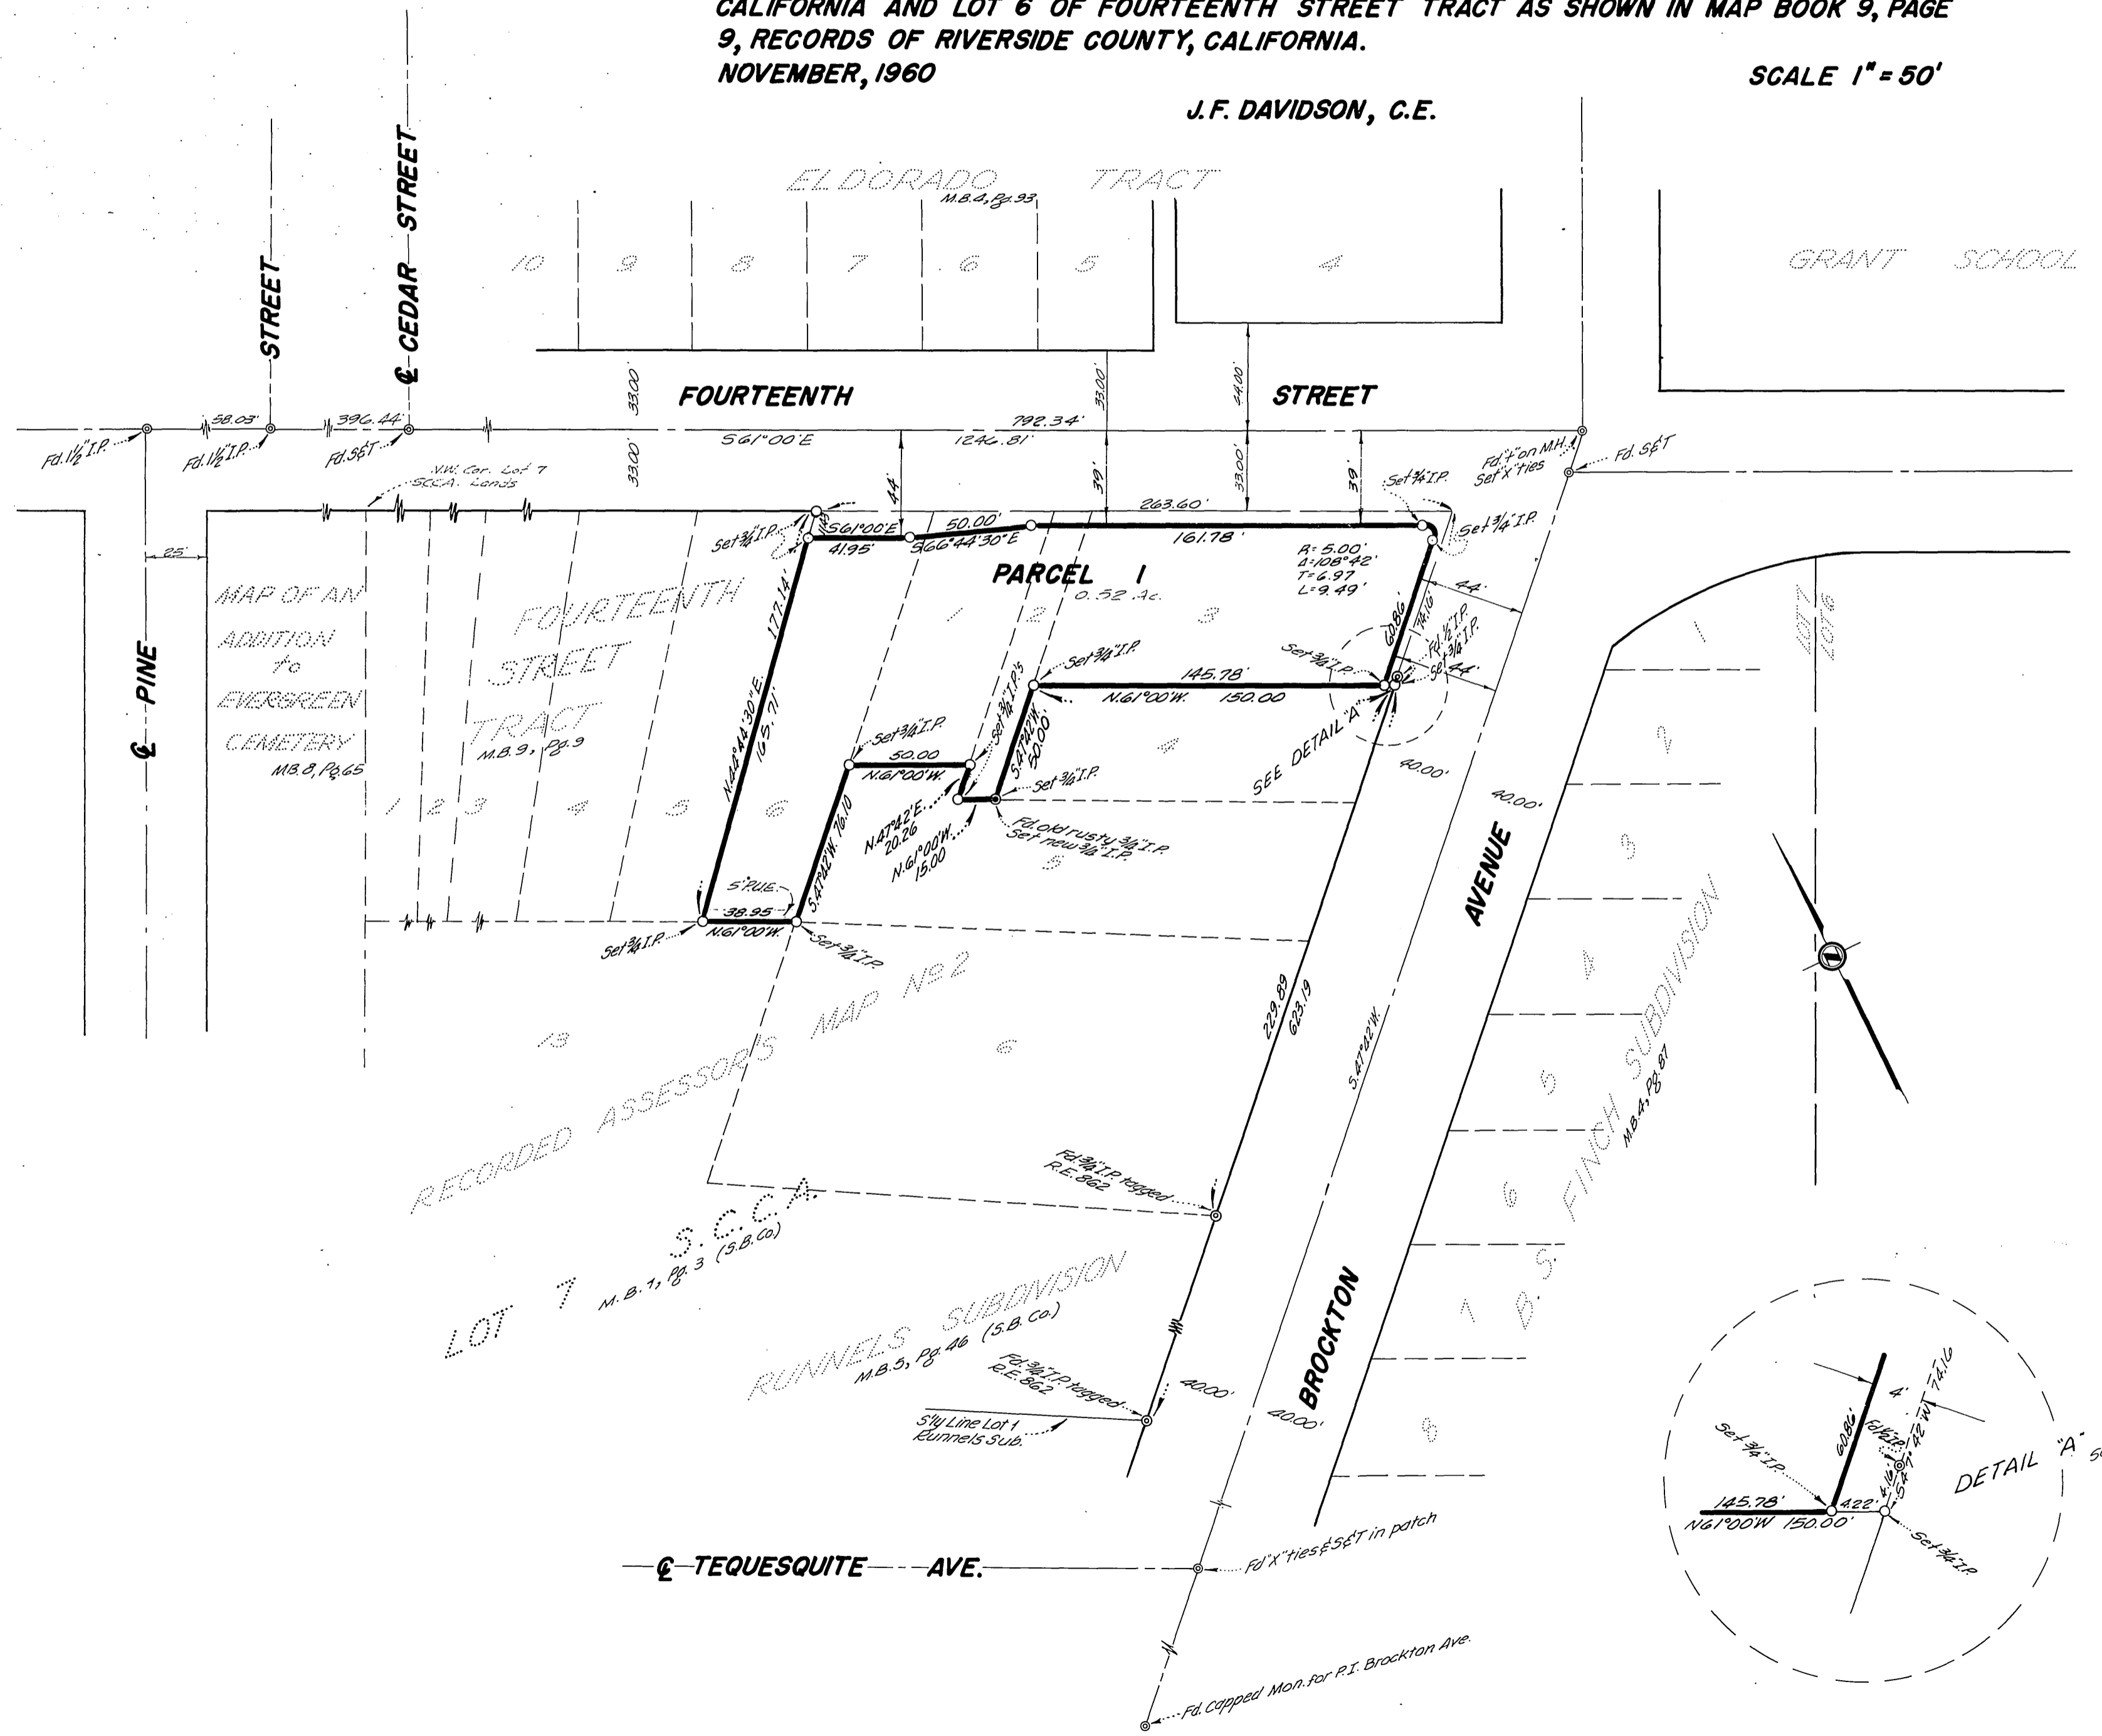 CALIFORNIA AND LOT 6 OF FOURTEENTH STREET TRACT AS SHOWN IN MAP BOOK 9, PAGE
9, RECORDS OF RIVERSIDE COUNTY, CALIFORNIA.
NOVEMBER, 1960
SCALE 1" = 50'
J.F. DAVIDSON, C.E.
ELDORADO TRACT
M.B.4, Pg.93
10
9
8
7
6
5
4
GRANT SCHOOL
STREET
℄ CEDAR STREET
FOURTEENTH STREET
33.00'
33.00'
44.00'
58.03'
396.44'
792.34'
S61°00'E
1246.81'
Fd.1½"I.P.
Fd.1½"I.P.
Fd.S&T
N.W. Cor. Lot 7
S.C.C.A. Lands
33.00'
44'
39'
33.00'
39'
Fd."+"on M.H.
Set"X"ties
Fd. S&T
Set ¾"I.P.
263.60'
Set ¾"I.P.
S61°00'E
41.95'
50.00'
S66°44'30"E
161.78'
Set ¾"I.P.
PARCEL 1
0.52 Ac.
R= 5.00'
Δ=108°42'
T=6.97
L=9.49'
44'
25'
℄ PINE
MAP OF AN
ADDITION
to
EVERGREEN
CEMETERY
M.B.8, Pg.65
FOURTEENTH
STREET
TRACT
M.B.9, Pg.9
1
2
3
4
5
6
177.14'
N.44°44'30"E.
165.71'
1
2
3
60.86'
74.16'
Fd.½"I.P.
Set ¾"I.P.
44'
Set ¾"I.P.
Set ¾"I.P.
145.78'
N.61°00'W. 150.00
Set ¾"I.P.'s
S.47°42'W.
50.00
4
SEE DETAIL "A"
Set ¾"I.P.
50.00
N.61°00'W.
Set ¾"I.P.
N.47°42'E.
20.26
N.61°00'W.
15.00
Fd. old rusty ¾"I.P.
Set new ¾"I.P.
5
S.47°42'W. 76.10
5' P.U.E.
38.95
N.61°00'W.
Set ¾"I.P.
Set ¾"I.P.
40.00'
40.00'
BROCKTON AVENUE
229.89
623.19
S.47°42'W.
1
2
3
4
5
6
7
8
B. S. FINCH SUBDIVISION
M.B.4, Pg.87
13
6
RECORDED ASSESSOR'S MAP No 2
LOT 7 S.C.C.A.
M.B. 7, Pg. 3 (S.B.Co.)
Fd.¾"I.P. tagged
R.E.862
RUNNELS SUBDIVISION
M.B.5, Pg.46 (S.B. Co.)
Fd.¾"I.P. tagged
R.E.862
S'ly Line Lot 1
Runnels Sub.
40.00'
40.00'
℄ TEQUESQUITE AVE.
Fd"X"ties&S&T in patch
Fd. Capped Mon. for P.I. Brockton Ave.
Set ¾"I.P.
60.86'
4'
Fd½"I.P.
4.16'
S47°42'W 74.16
145.78'
N61°00'W 150.00'
4.22'
Set ¾"I.P.
DETAIL "A"